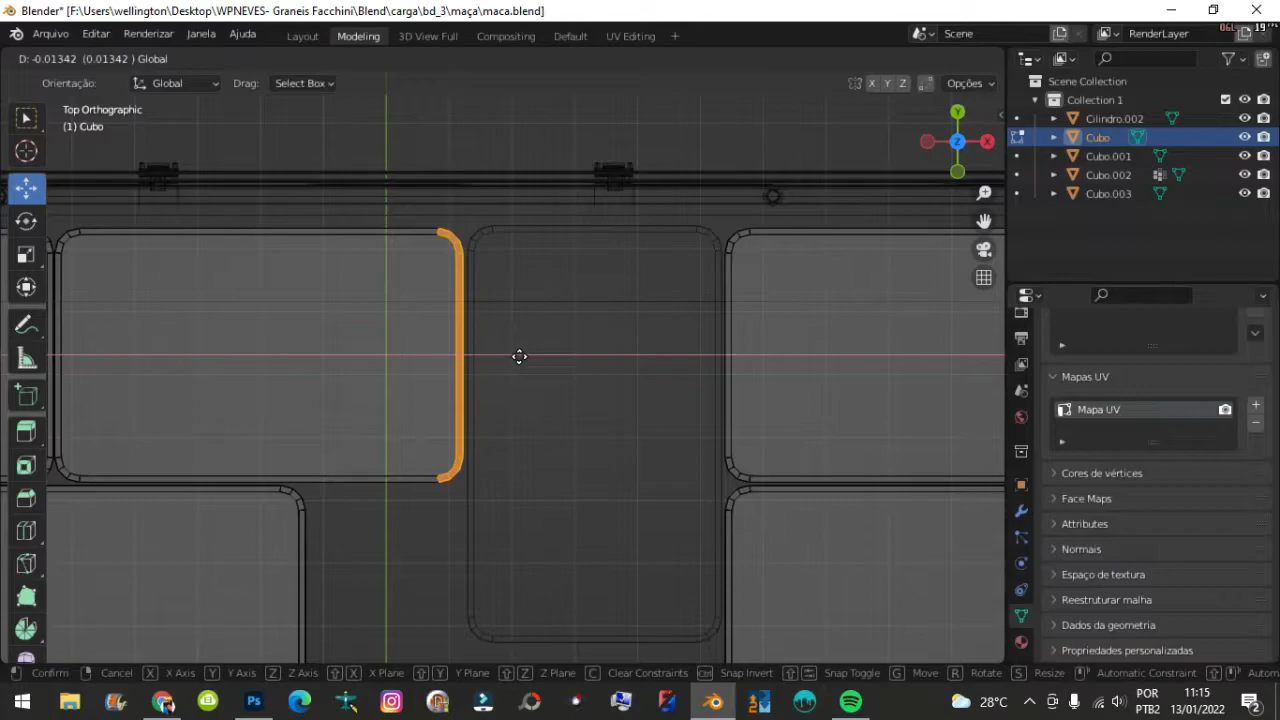 Blender* [F:\Users\wellington\Desktop\WPNEVES- Graneis Facchini\Blend\carga\bd_3\maça\maca.blend]
Arquivo Editar Renderizar Janela Ajuda Layout Modeling 3D View Full Compositing Default UV Editing + Scene RenderLayer
D: -0.01342 (0.01342 ) Global
Orientação: Global Drag: Select Box X Y Z Opções
Top Orthographic
(1) Cubo
Y
Z X
Scene Collection
Collection 1
Cilindro.002
Cubo
Cubo.001
Cubo.002
Cubo.003
Mapas UV
Mapa UV
Cores de vértices
Face Maps
Attributes
Normais
Espaço de textura
Reestruturar malha
Dados da geometria
Propriedades personalizadas
Confirm Cancel X X Axis Y Y Axis Z Z Axis X X Plane Y Y Plane Z Z Plane C Clear Constraints Snap Invert Snap Toggle G Move R Rotate S Resize Automatic Constraint Automatic
28°C
POR
PTB2
11:15
13/01/2022
2